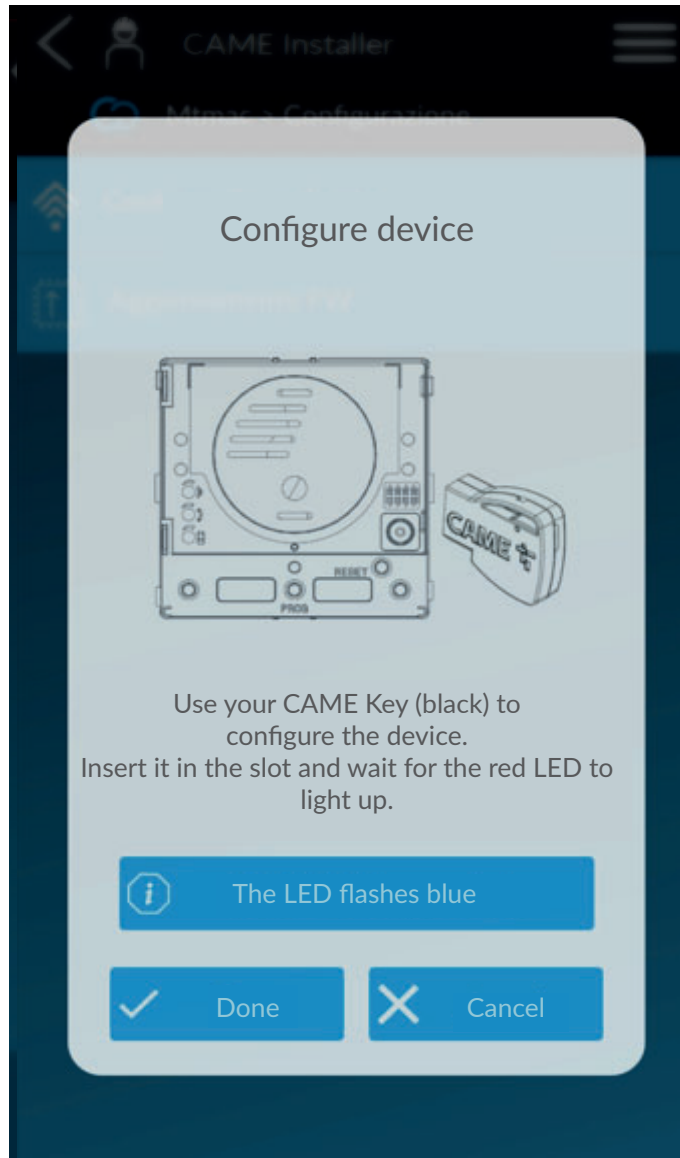 CAME Installer
Mtmac > Configurazione
Configure device
RESET
PROG
CAME
Use your CAME Key (black) to
configure the device.
Insert it in the slot and wait for the red LED to
light up.
The LED flashes blue
Done
Cancel